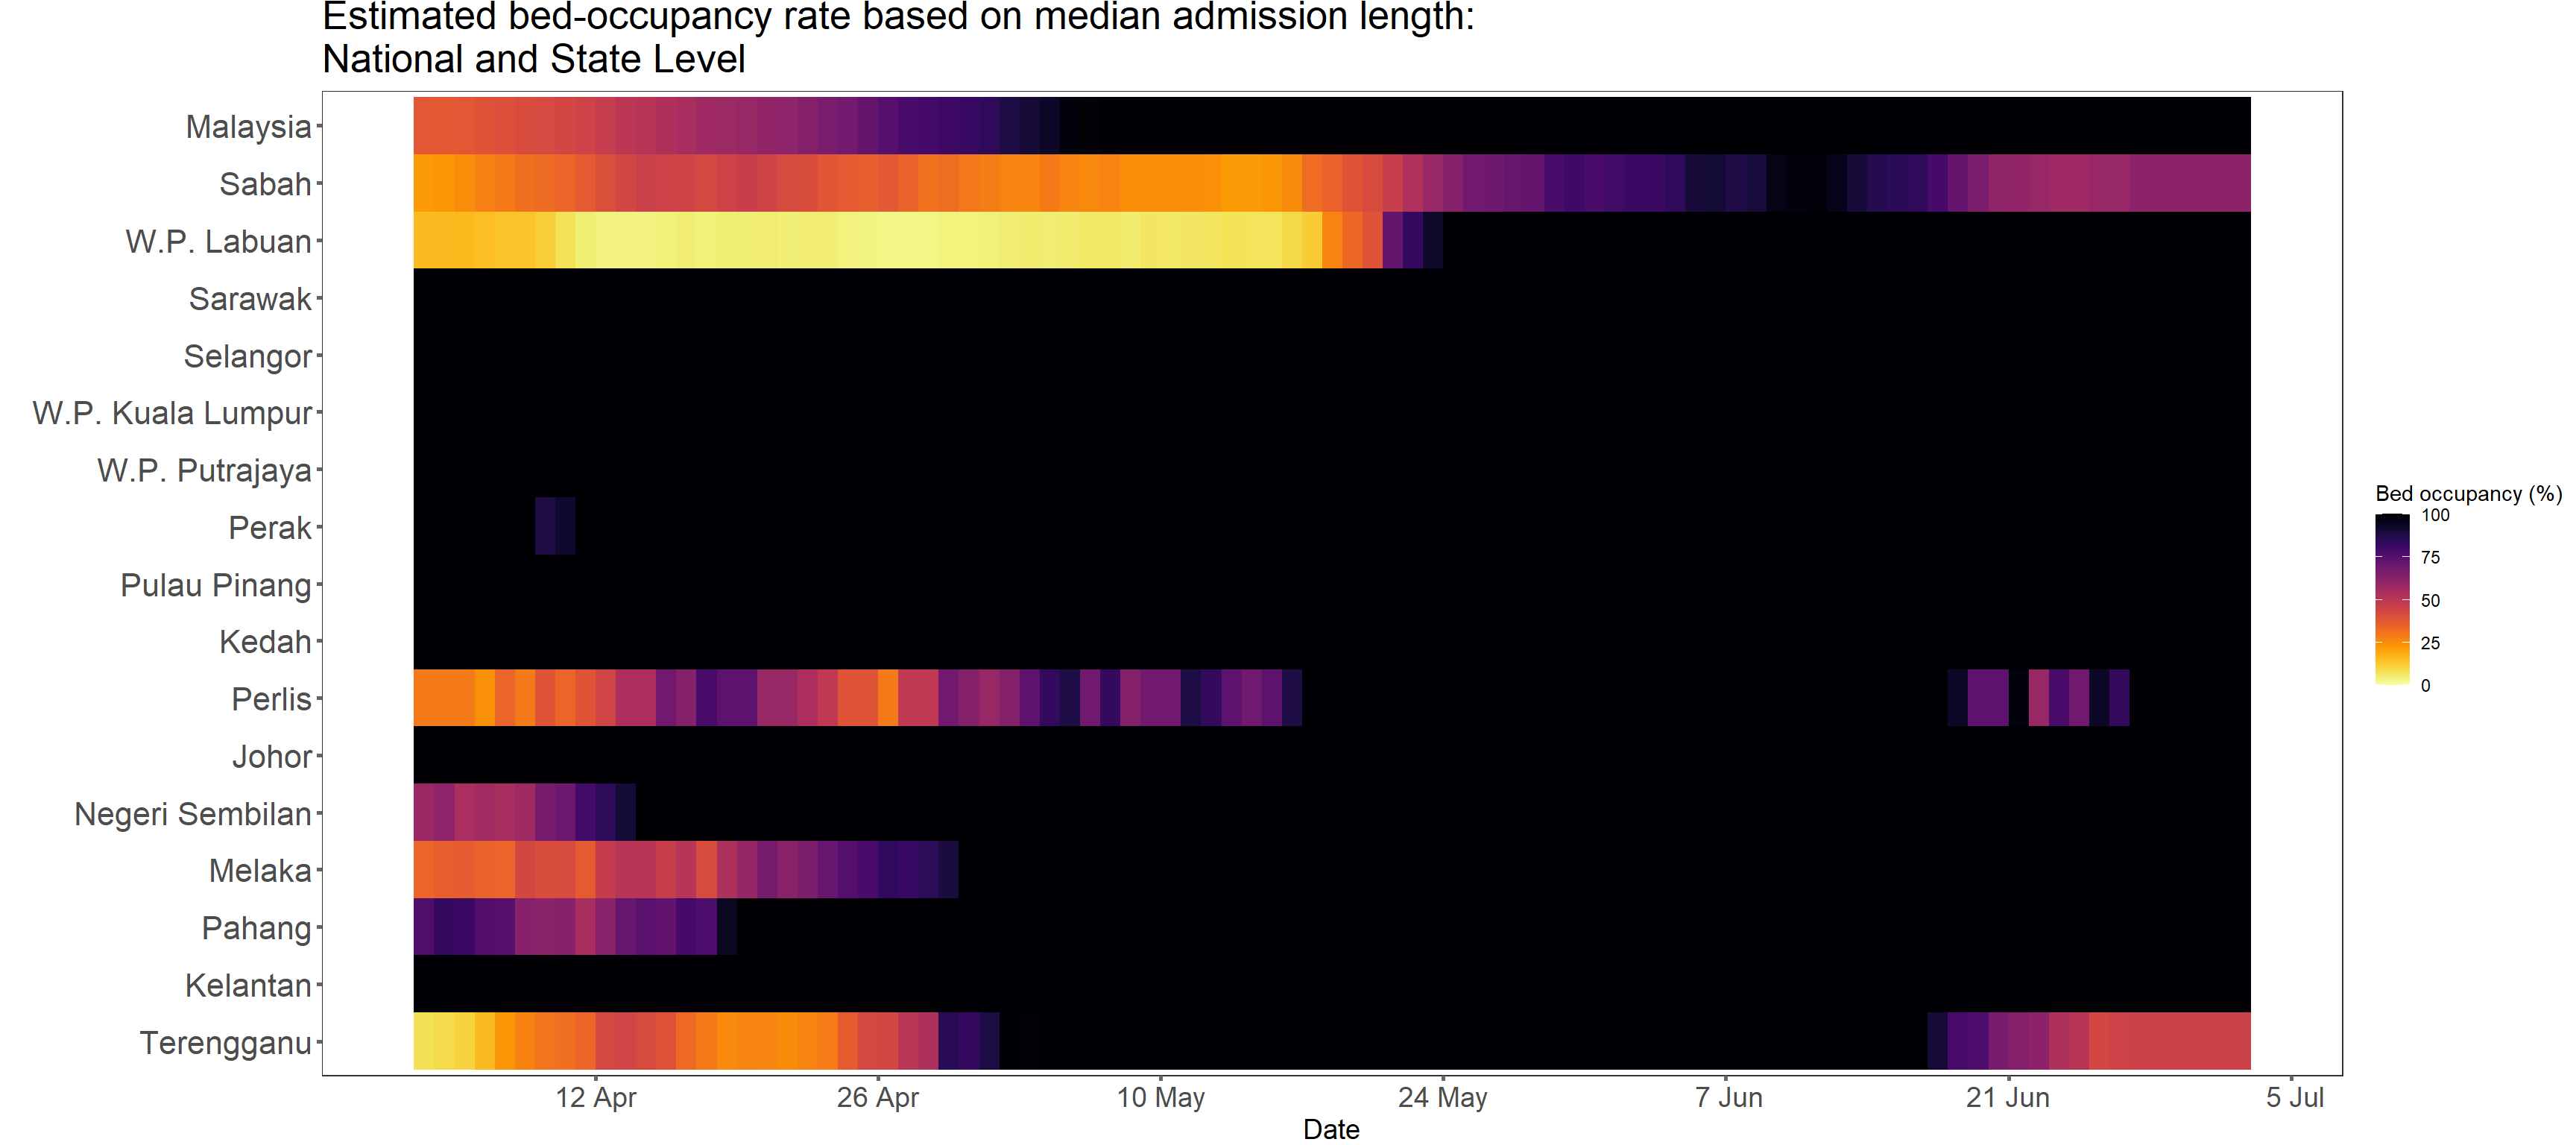 Estimated bed-occupancy rate based on median admission length:
National and State Level
Malaysia
Sabah
W.P. Labuan
Sarawak
Selangor
W.P. Kuala Lumpur
W.P. Putrajaya
Perak
Pulau Pinang
Kedah
Perlis
Johor
Negeri Sembilan
Melaka
Pahang
Kelantan
Terengganu
12 Apr
26 Apr
10 May
24 May
7 Jun
21 Jun
5 Jul
Date
Bed occupancy (%)
100
75
50
25
0